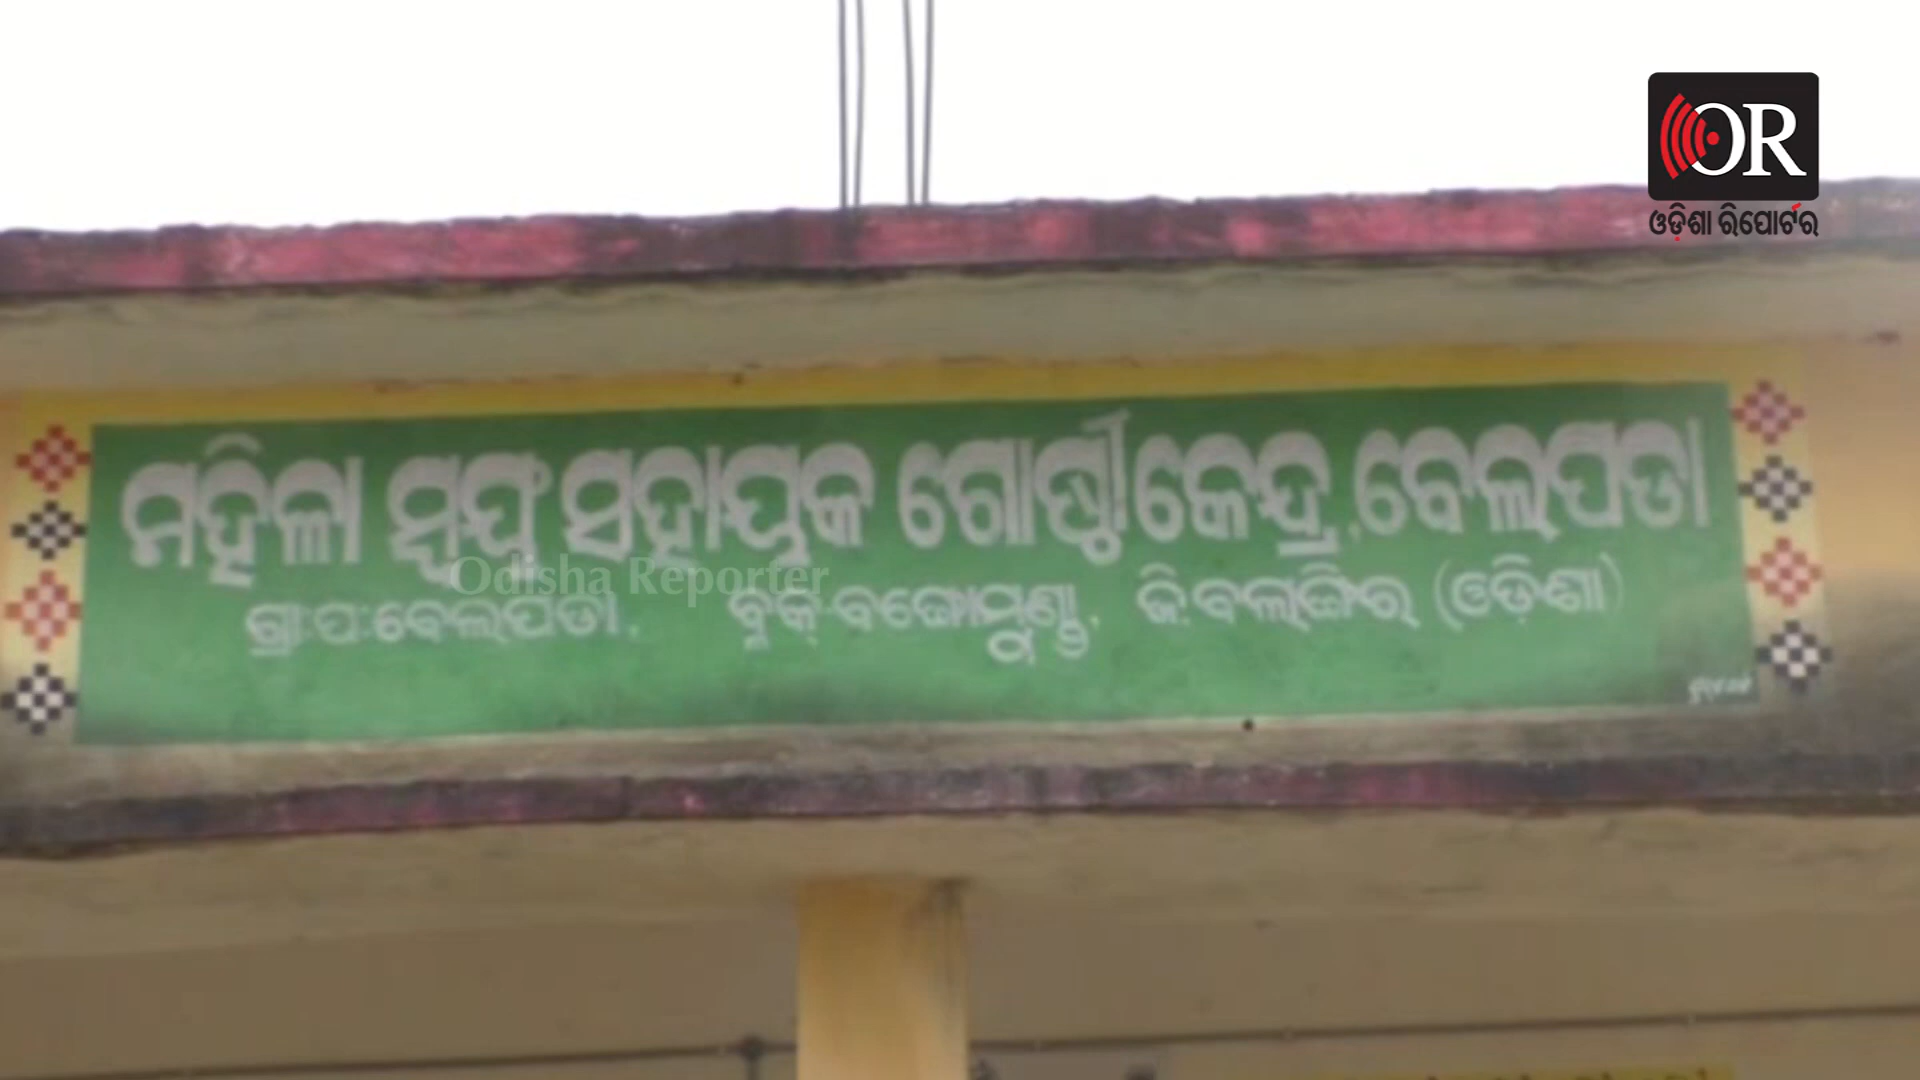 OR
ଓଡ଼ିଶା ରିପୋର୍ଟର
ମହିଳା ସ୍ୱୟଂ ସହାୟକ ଗୋଷ୍ଠୀ କେନ୍ଦ୍ର, ବେଲପଡା
Odisha Reporter
ଗ୍ରା:ପ:ବେଲପଡା, ବ୍ଲକ୍-ବଙ୍ଗୋମୁଣ୍ଡା, ଜି.ବଲାଙ୍ଗିର (ଓଡ଼ିଶା)